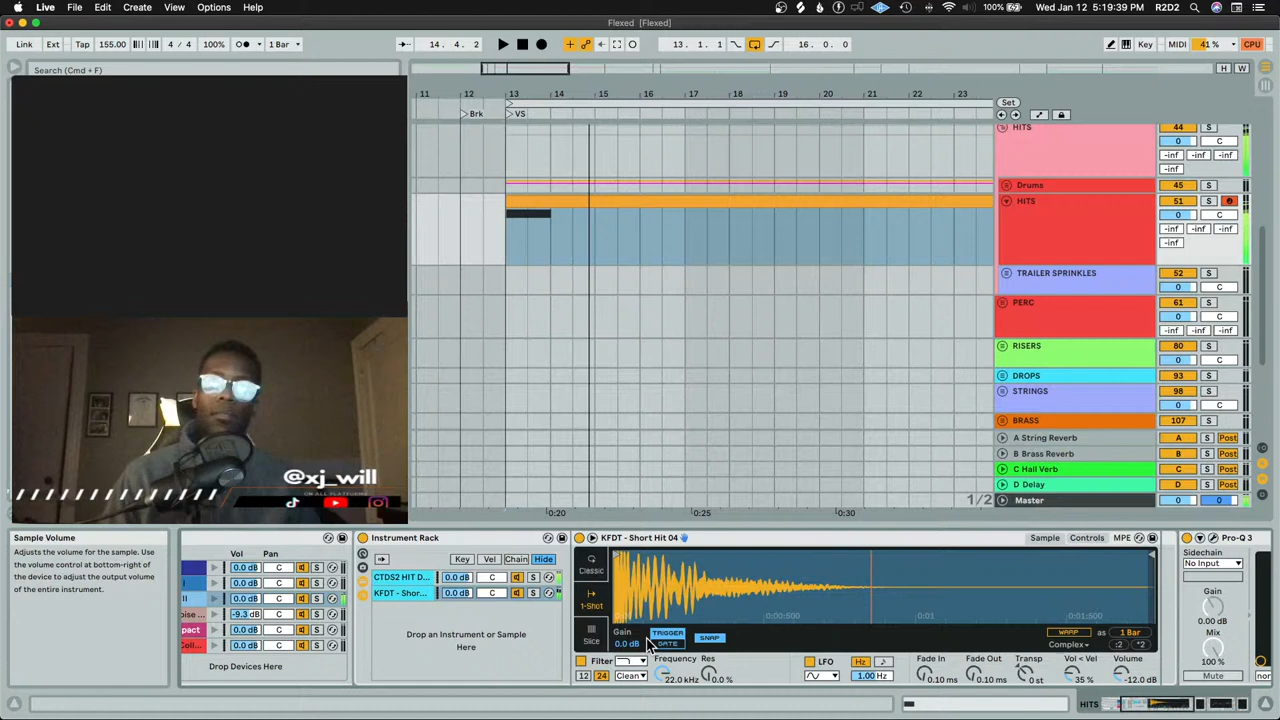 Live File Edit Create View Options Help
100% Wed Jan 12 5:19:39 PM R2D2
Flexed [Flexed]
Link Ext Tap 155.00 4 / 4 100% 1 Bar 14. 4. 2 13. 1. 1 16. 0. 0 Key MIDI 41 % CPU
Search (Cmd + F)
H W
11 12 13 14 15 16 17 18 19 20 21 22 23
Set
Brk VS
HITS 44 S
0 C
-inf -inf -inf
-inf
Drums 45 S
HITS 51 S
0 C
-inf -inf -inf
-inf
TRAILER SPRINKLES 52 S
0 C
PERC 61 S
0 C
-inf -inf -inf
RISERS 80 S
0 C
DROPS 93 S
STRINGS 98 S
0 C
BRASS 107 S
A String Reverb A S Post
B Brass Reverb B S Post
C Hall Verb C S Post
D Delay D S Post
1/2 Master 0 0
0:20 0:25 0:30
@xj_will
ON ALL PLATFORMS
Sample Volume
Adjusts the volume for the sample. Use
the volume control at bottom-right of
the device to adjust the output volume
of the entire instrument.
Vol Pan
0.0 dB C S
I 0.0 dB C S
II 0.0 dB C S
oise ... -9.3 dB C S
pact 0.0 dB C S
Coll... 0.0 dB C S
Drop Devices Here
Instrument Rack
Key Vel Chain Hide
CTDS2 HIT D... 0.0 dB C S
KFDT - Shor... 0.0 dB C S
Drop an Instrument or Sample
Here
KFDT - Short Hit 04 Sample Controls MPE
Classic
1-Shot
Slice
0:00:500 0:01 0:01:500
Gain TRIGGER SNAP WARP as 1 Bar
0.0 dB GATE Complex :2 *2
Filter Frequency Res LFO Hz Fade In Fade Out Transp Vol < Vel Volume
12 24 Clean 22.0 kHz 0.0 % 1.00 Hz 0.10 ms 0.10 ms 0 st 35 % -12.0 dB
Pro-Q 3
Sidechain
No Input
Gain
0.00 dB
Mix
100 %
Mute
HITS